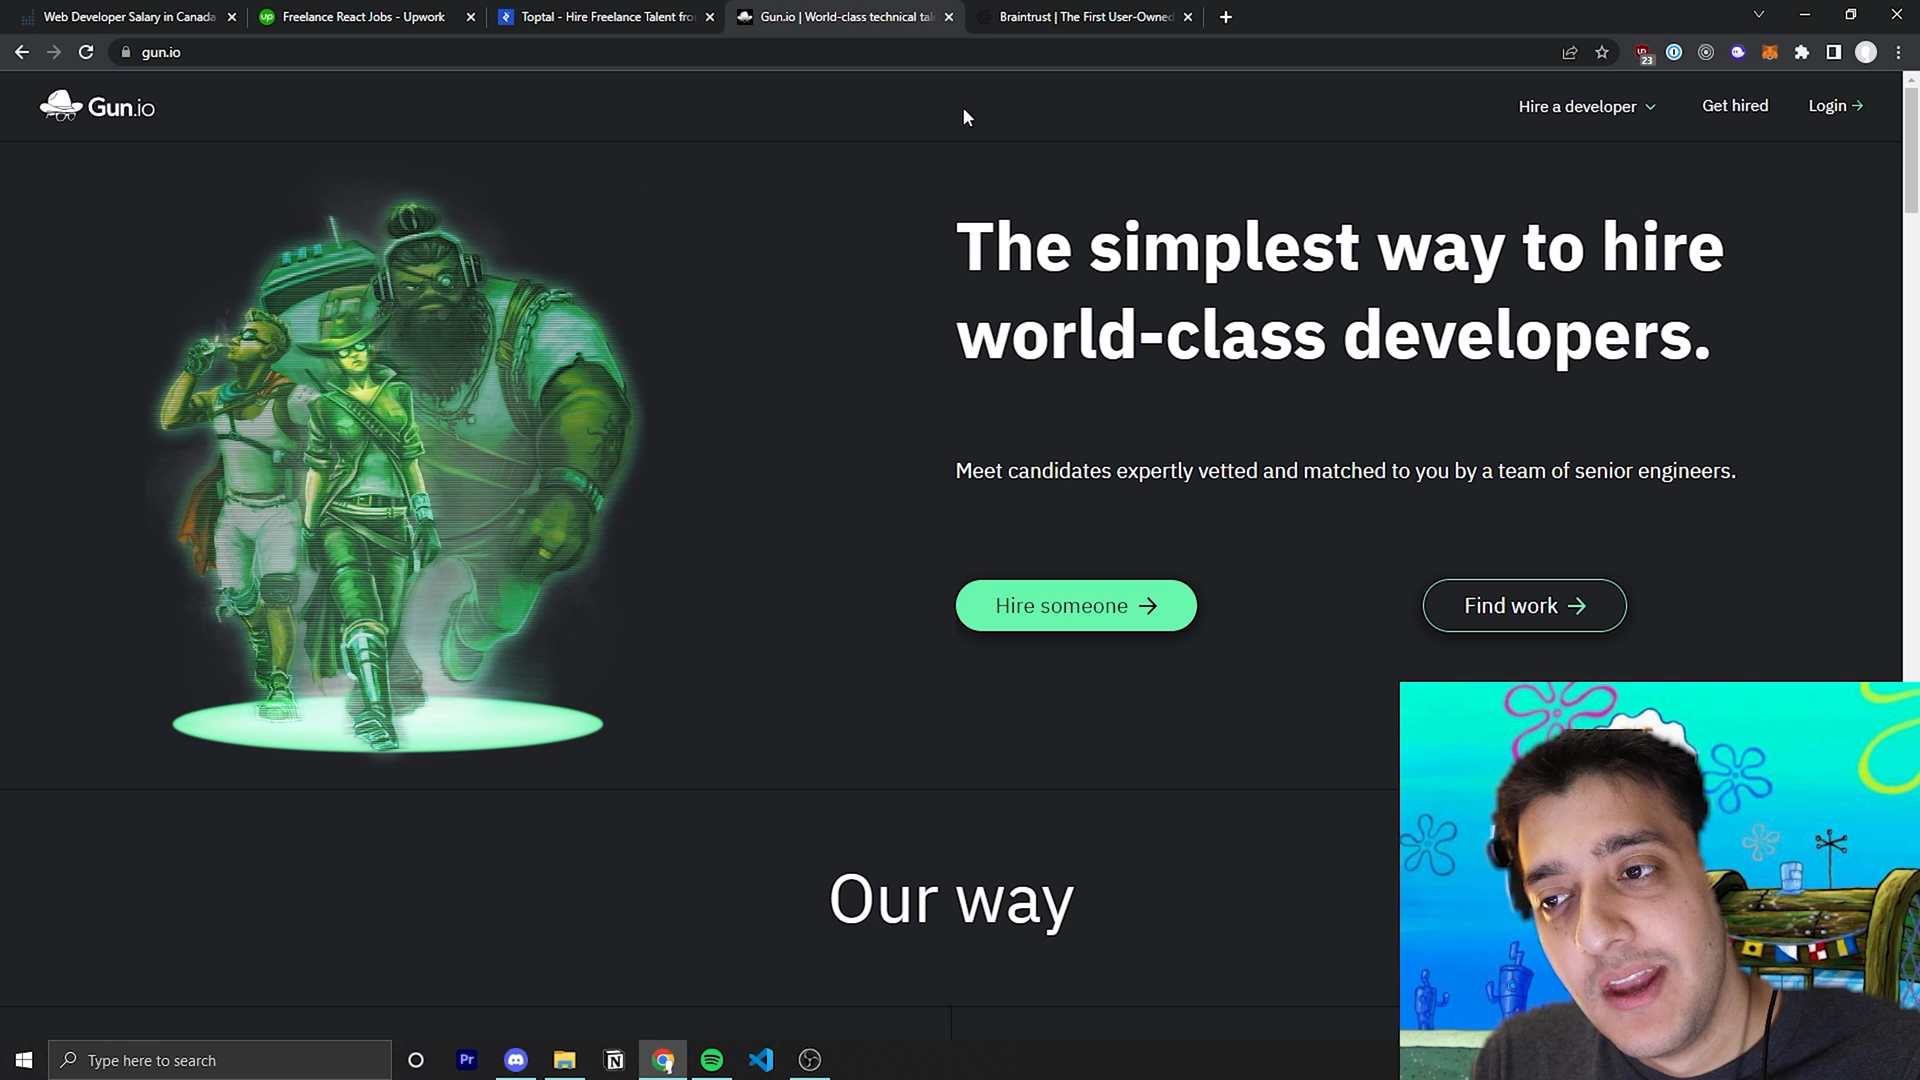 Web Developer Salary in Canada
Freelance React Jobs - Upwork
Toptal - Hire Freelance Talent fro
Gun.io | World-class technical tal
Braintrust | The First User-Owned
gun.io
23
Gun.io
Hire a developer
Get hired
Login →
The simplest way to hire
world-class developers.
Meet candidates expertly vetted and matched to you by a team of senior engineers.
Hire someone →
Find work →
Our way
Type here to search
Pr